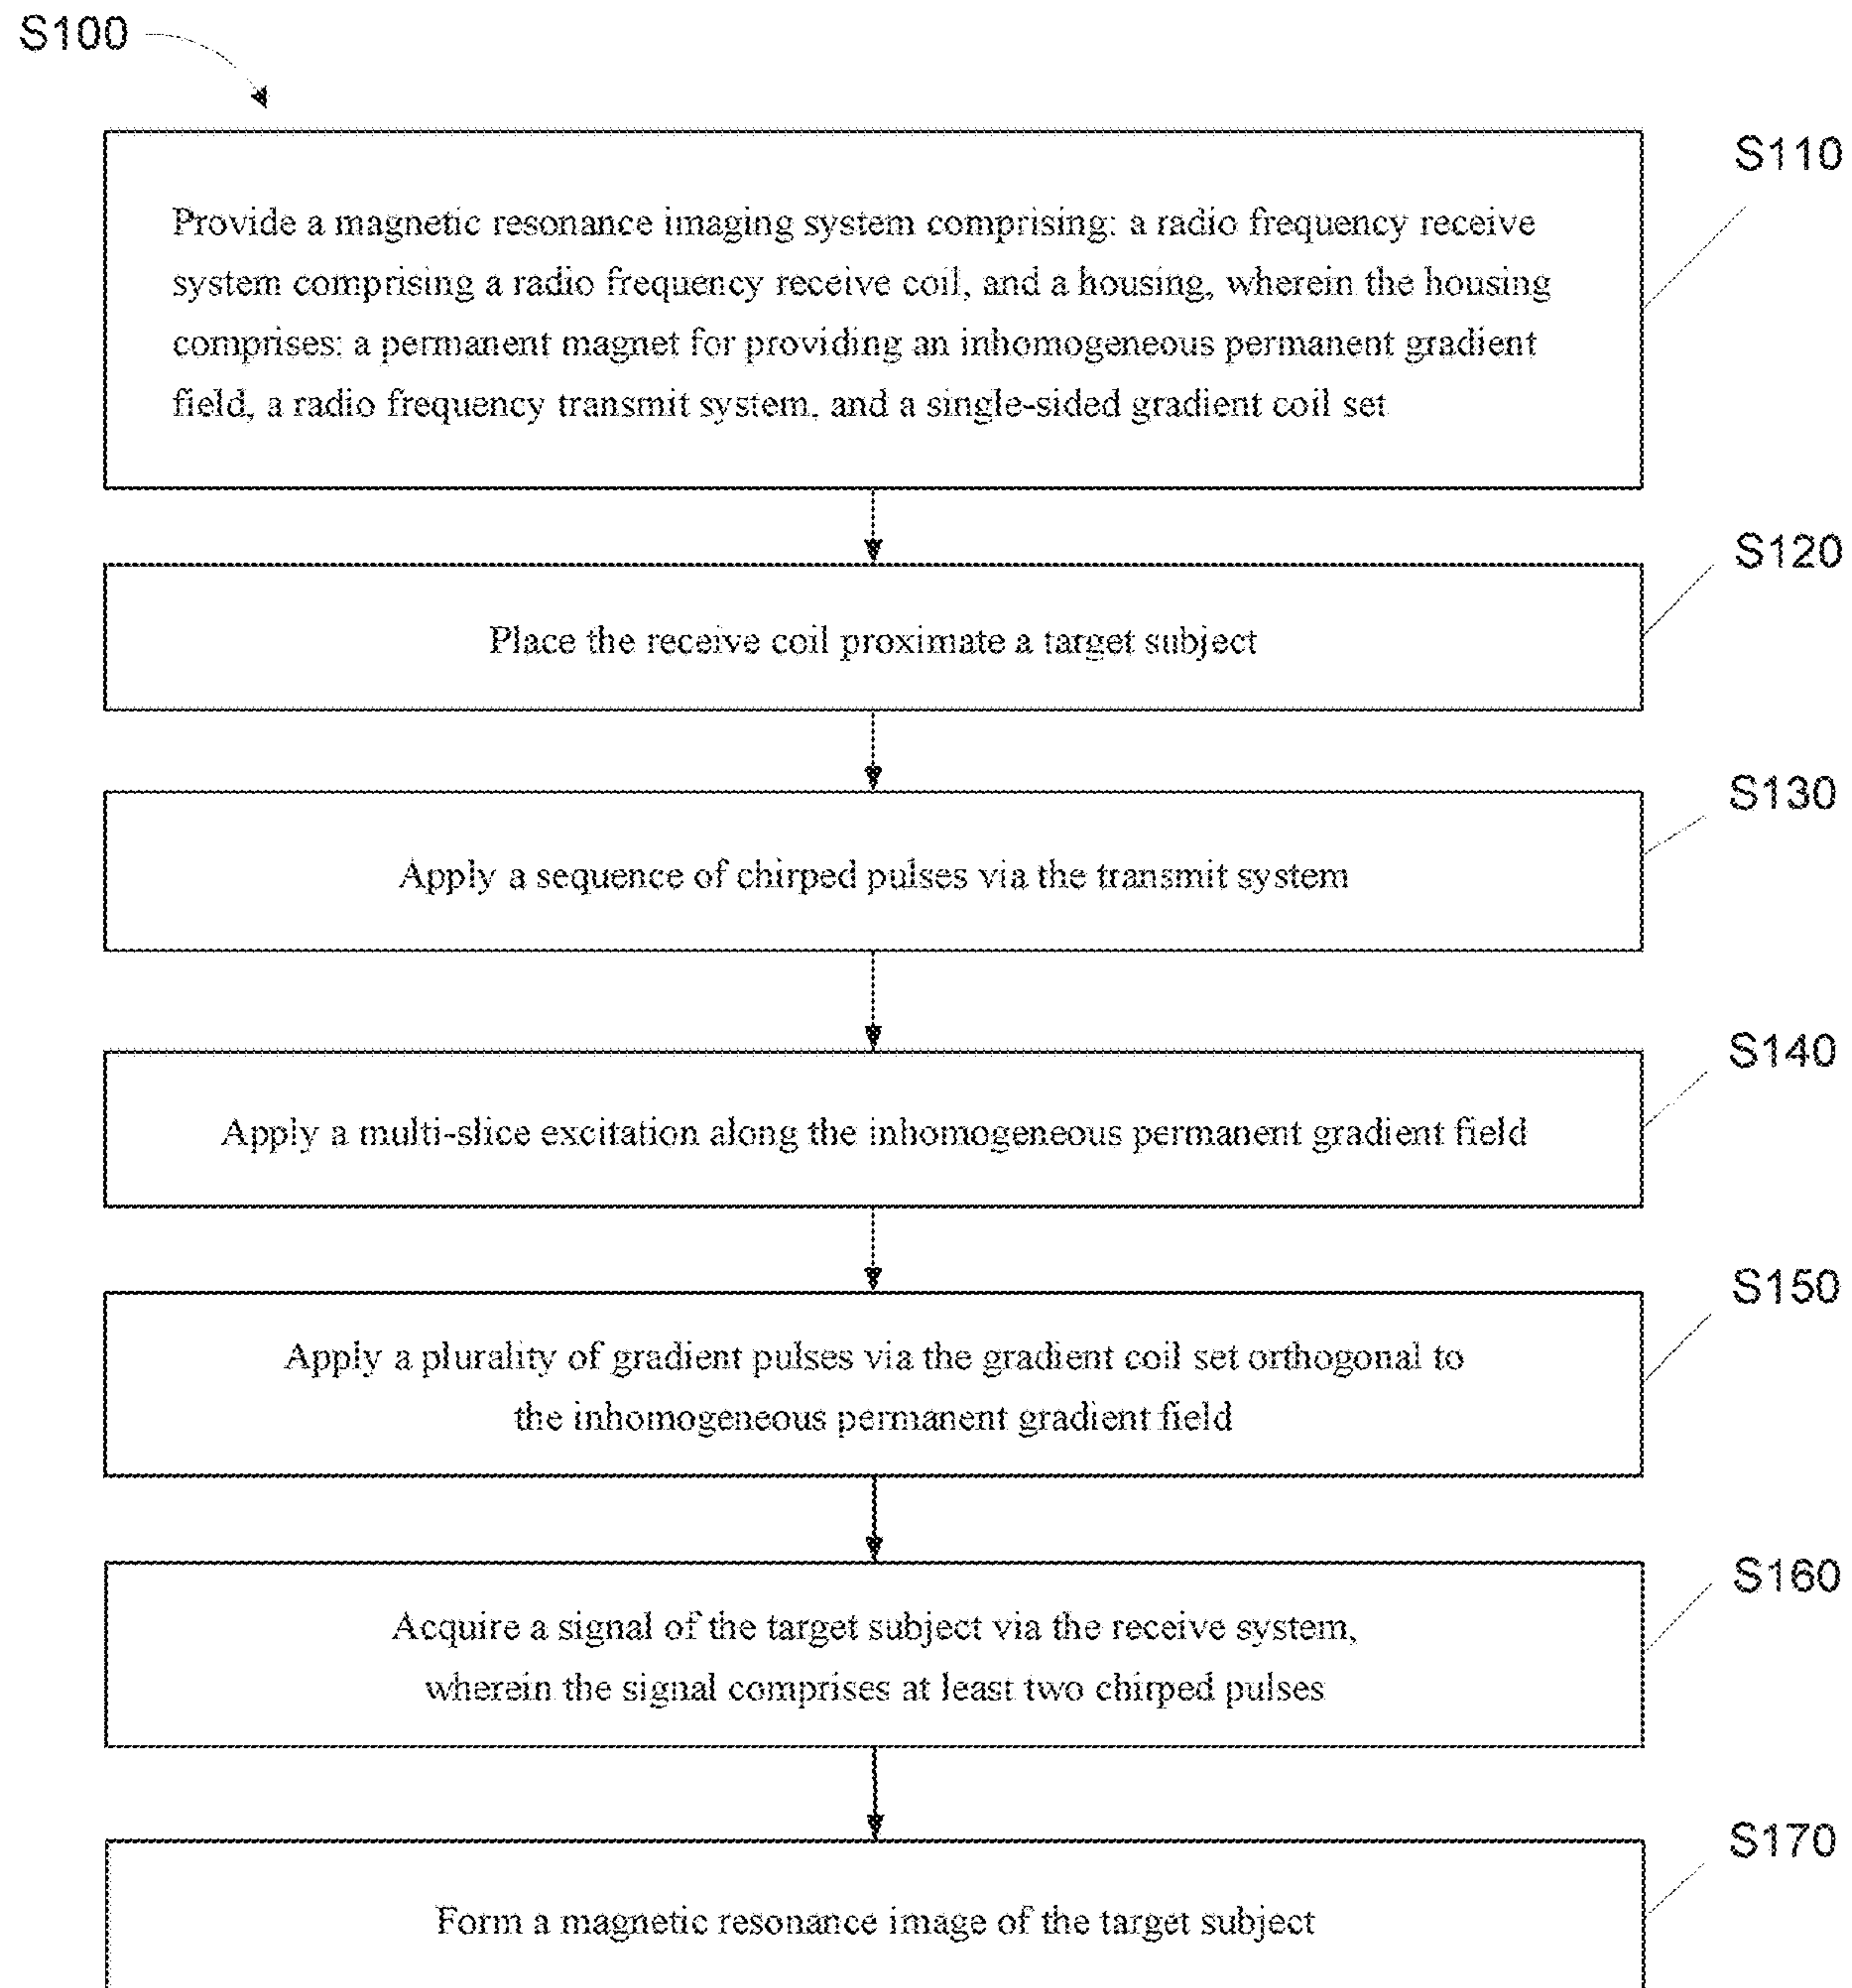 S100
S110
Provide a magnetic resonance imaging system comprising: a radio frequency receive
system comprising a radio frequency receive coil, and a housing, wherein the housing
comprises: a permanent magnet for providing an inhomogeneous permanent gradient
field, a radio frequency transmit system, and a single-sided gradient coil set
S120
Place the receive coil proximate a target subject
S130
Apply a sequence of chirped pulses via the transmit system
S140
Apply a multi-slice excitation along the inhomogeneous permanent gradient field
S150
Apply a plurality of gradient pulses via the gradient coil set orthogonal to
the inhomogeneous permanent gradient field
S160
Acquire a signal of the target subject via the receive system,
wherein the signal comprises at least two chirped pulses
S170
Form a magnetic resonance image of the target subject